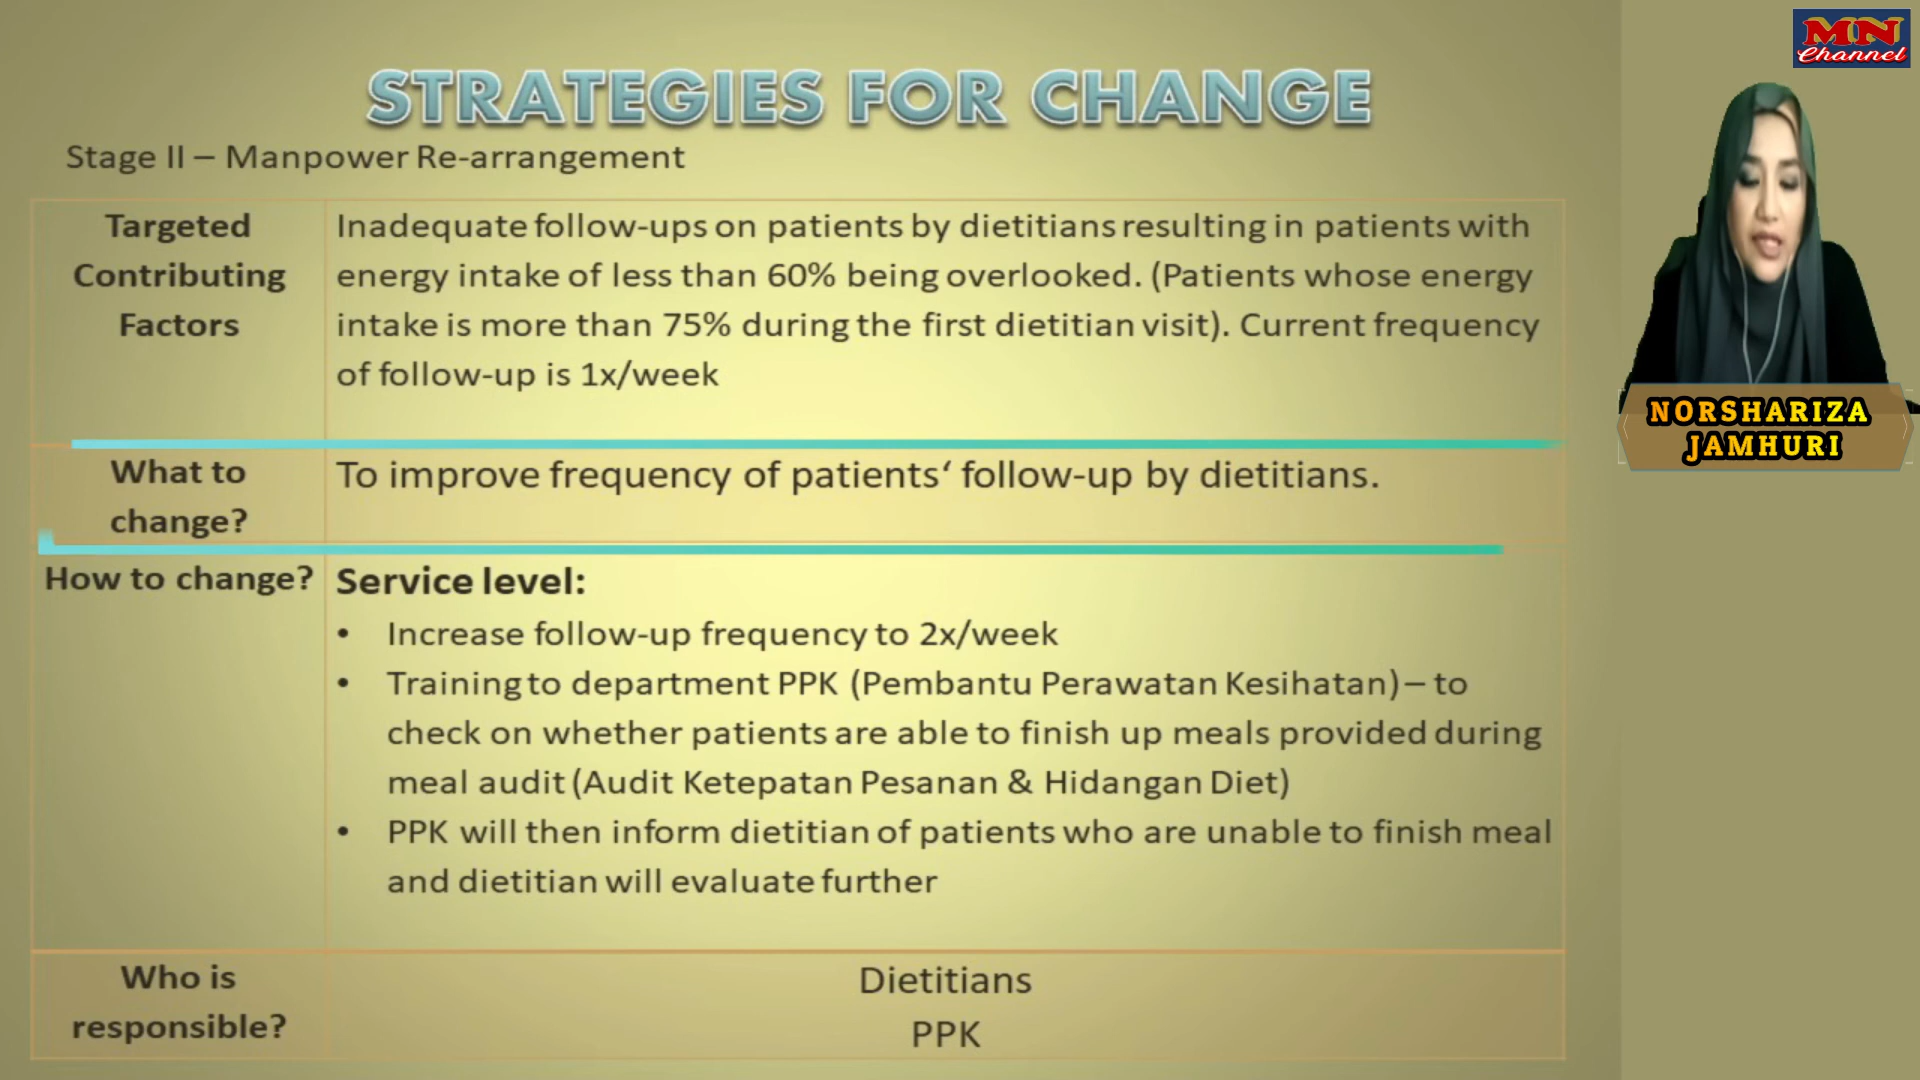 MN
Channel
STRATEGIES FOR CHANGE
Stage II – Manpower Re-arrangement
Targeted
Contributing
Factors
Inadequate follow-ups on patients by dietitians resulting in patients with
energy intake of less than 60% being overlooked. (Patients whose energy
intake is more than 75% during the first dietitian visit). Current frequency
of follow-up is 1x/week
What to
change?
To improve frequency of patients‘ follow-up by dietitians.
How to change?
Service level:
• Increase follow-up frequency to 2x/week
• Training to department PPK (Pembantu Perawatan Kesihatan) – to
check on whether patients are able to finish up meals provided during
meal audit (Audit Ketepatan Pesanan & Hidangan Diet)
• PPK will then inform dietitian of patients who are unable to finish meal
and dietitian will evaluate further
Who is
responsible?
Dietitians
PPK
NORSHARIZA
JAMHURI